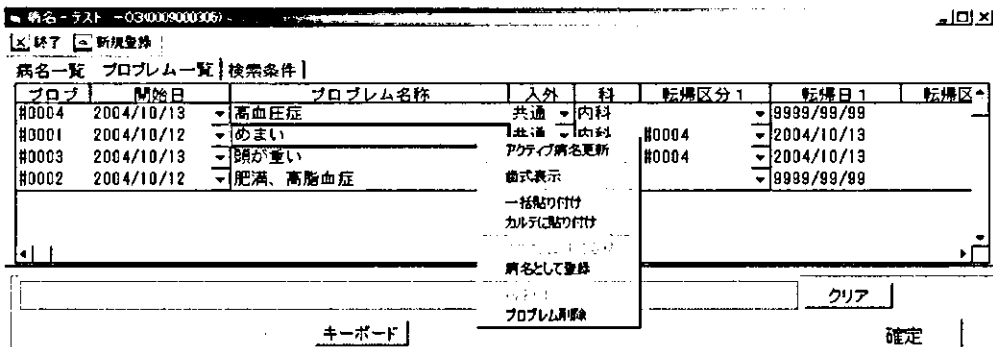 病名 - テスト -03(0009000306)
終了 新規登録
病名一覧 プロブレム一覧 検索条件
プロブ 開始日 プロブレム名称 入外 科 転帰区分1 転帰日1 転帰区
#0004 2004/10/13 高血圧症 共通 内科 9999/99/99
#0001 2004/10/12 めまい 共通 内科 #0004 2004/10/13
#0003 2004/10/13 頭が重い #0004 2004/10/13
#0002 2004/10/12 肥満、高脂血症 9999/99/99
アクティブ病名更新
歯式表示
一括貼り付け
カルテに貼り付け
病名として登録
プロブレム削除
クリア
キーボード 確定